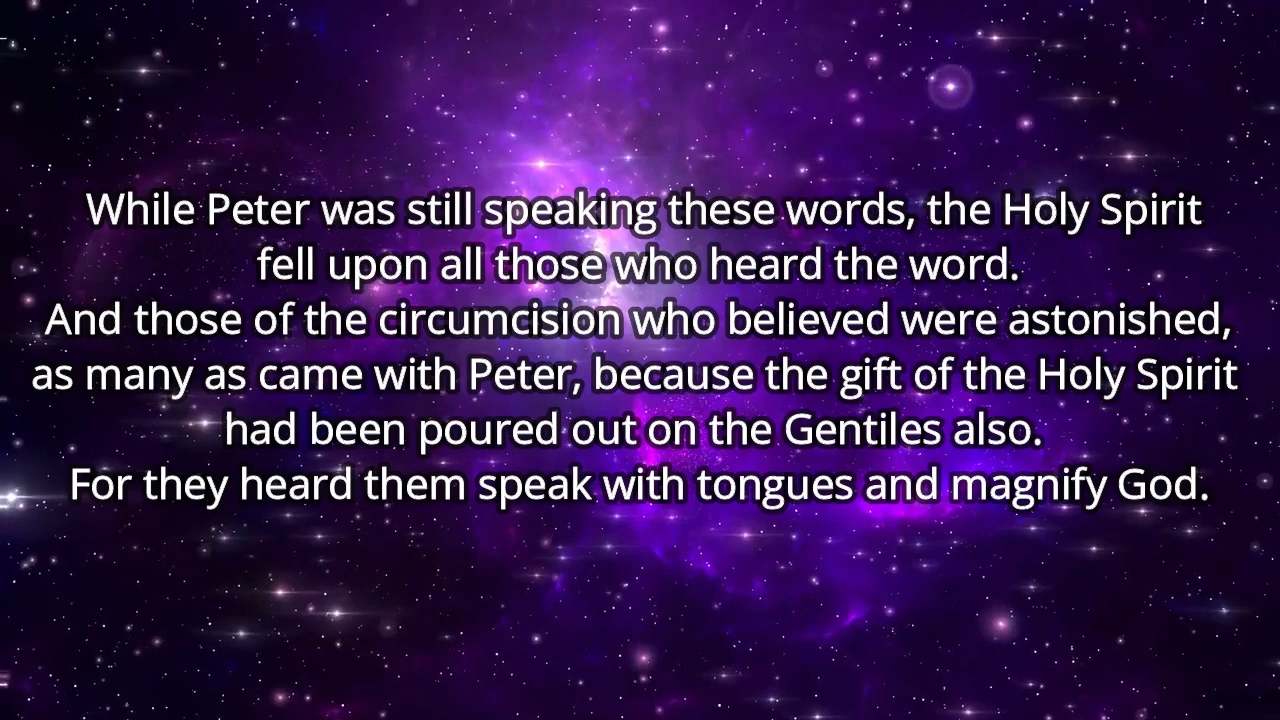 While Peter was still speaking these words, the Holy Spirit
fell upon all those who heard the word.
And those of the circumcision who believed were astonished,
as many as came with Peter, because the gift of the Holy Spirit
had been poured out on the Gentiles also.
For they heard them speak with tongues and magnify God.